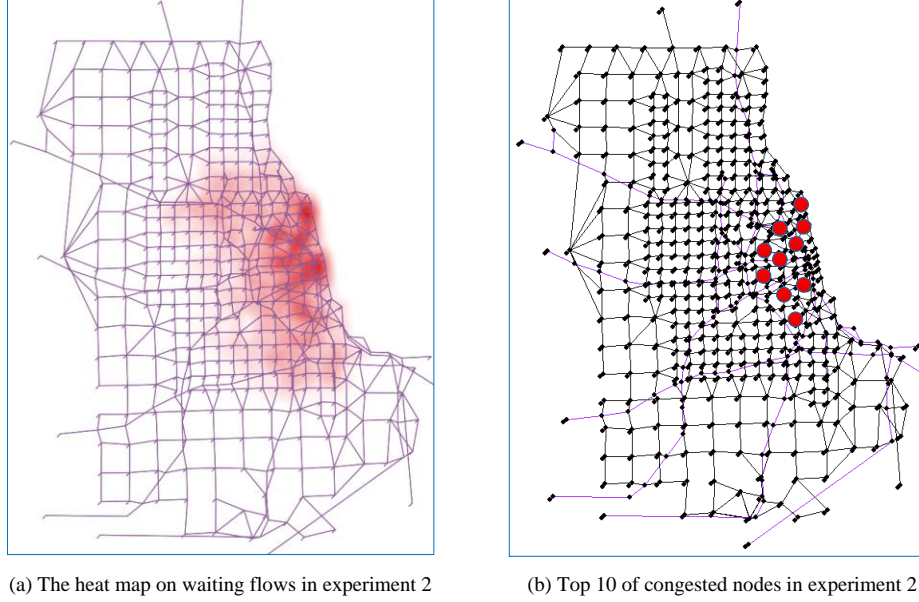 (a) The heat map on waiting flows in experiment 2
(b) Top 10 of congested nodes in experiment 2